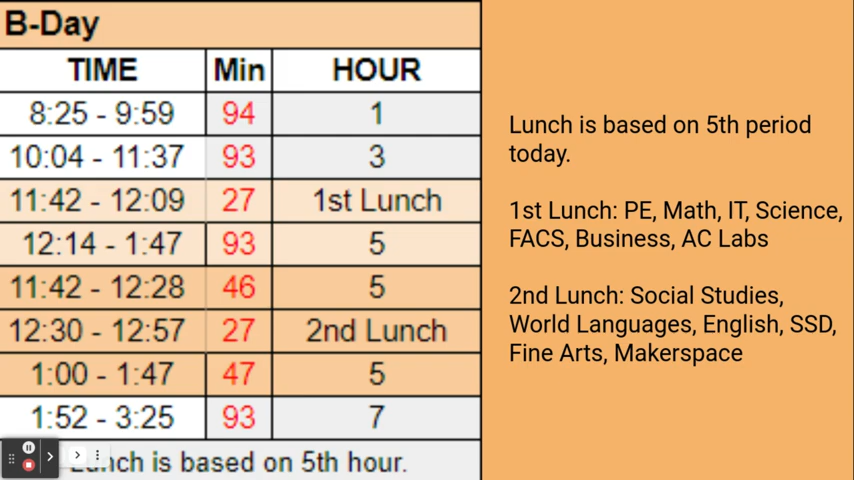 B-Day
TIME Min HOUR
8:25 - 9:59 94 1
10:04 - 11:37 93 3
11:42 - 12:09 27 1st Lunch
12:14 - 1:47 93 5
11:42 - 12:28 46 5
12:30 - 12:57 27 2nd Lunch
1:00 - 1:47 47 5
1:52 - 3:25 93 7
Lunch is based on 5th hour.
Lunch is based on 5th period
today.
1st Lunch: PE, Math, IT, Science,
FACS, Business, AC Labs
2nd Lunch: Social Studies,
World Languages, English, SSD,
Fine Arts, Makerspace